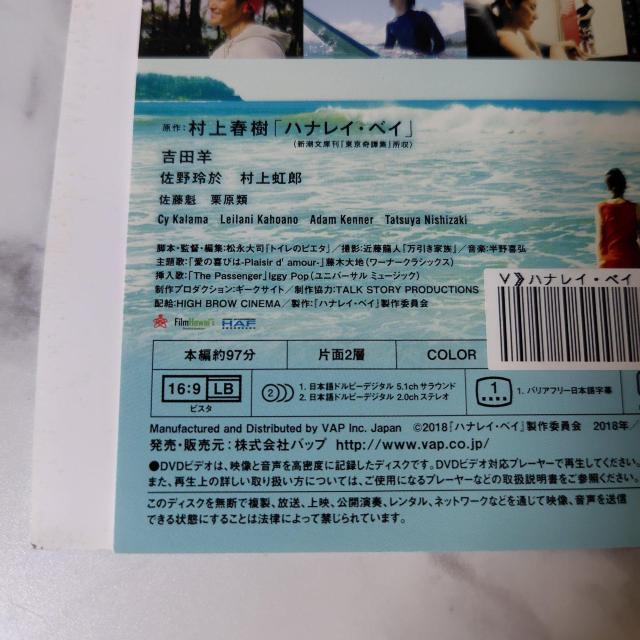 原作:村上春樹「ハナレイ・ベイ」
(新潮文庫刊『東京奇譚集』所収)
吉田羊
佐野玲於 村上虹郎
佐藤魁 栗原類
Cy Kalama Leilani Kahoano Adam Kenner Tatsuya Nishizaki
脚本・監督・編集:松永大司『トイレのピエタ』/撮影:近藤龍人『万引き家族』/音楽:半野喜弘
主題歌:「愛の喜びは-Plaisir d' amour-」藤木大地(ワーナークラシックス)
挿入歌:「The Passenger」Iggy Pop(ユニバーサル ミュージック)
制作プロダクション:ギークサイト/制作協力:TALK STORY PRODUCTIONS
配給:HIGH BROW CINEMA/製作:『ハナレイ・ベイ』製作委員会
FilmHawai'i HAF
V》ハナレイ・ベイ
本編約97分 片面2層 COLOR
16:9 LB
ビスタ
2 1. 日本語ドルビーデジタル 5.1ch サラウンド
2. 日本語ドルビーデジタル 2.0ch ステレオ
1 1. バリアフリー日本語字幕
Manufactured and Distributed by VAP Inc. Japan ©2018『ハナレイ・ベイ』製作委員会 2018年/
発売・販売元:株式会社バップ http://www.vap.co.jp/
●DVDビデオは、映像と音声を高密度に記録したディスクです。DVDビデオ対応プレーヤーで再生してください。
また、再生上の詳しい取り扱い方については、ご使用になるプレーヤーなどの取扱説明書をご参照ください。
このディスクを無断で複製、放送、上映、公開演奏、レンタル、ネットワークなどを通じて映像、音声を送信
できる状態にすることは法律によって禁じられています。